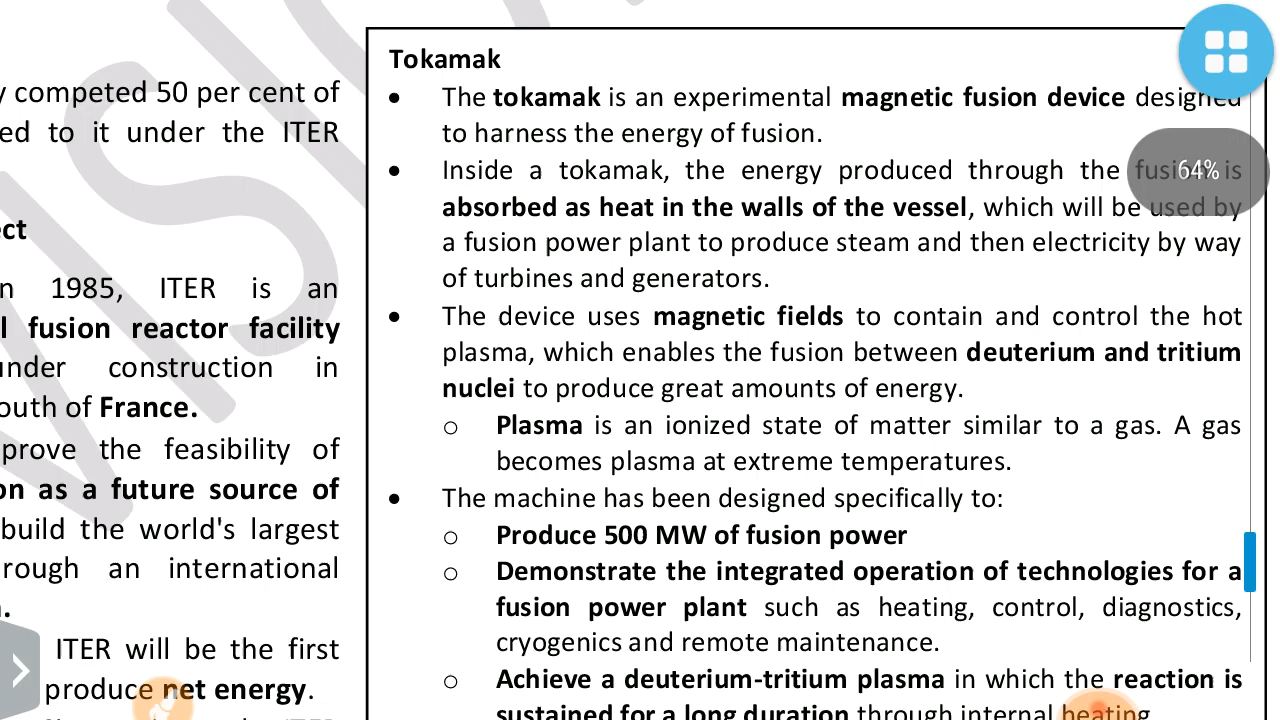 y competed 50 per cent of
ed to it under the ITER
ect
n 1985, ITER is an
l fusion reactor facility
under construction in
outh of France.
prove the feasibility of
on as a future source of
build the world's largest
rough an international
ITER will be the first
produce net energy.
Tokamak
• The tokamak is an experimental magnetic fusion device designed
to harness the energy of fusion.
• Inside a tokamak, the energy produced through the fusion is
absorbed as heat in the walls of the vessel, which will be used by
a fusion power plant to produce steam and then electricity by way
of turbines and generators.
• The device uses magnetic fields to contain and control the hot
plasma, which enables the fusion between deuterium and tritium
nuclei to produce great amounts of energy.
o Plasma is an ionized state of matter similar to a gas. A gas
becomes plasma at extreme temperatures.
• The machine has been designed specifically to:
o Produce 500 MW of fusion power
o Demonstrate the integrated operation of technologies for a
fusion power plant such as heating, control, diagnostics,
cryogenics and remote maintenance.
o Achieve a deuterium-tritium plasma in which the reaction is
sustained for a long duration through internal heating
64%